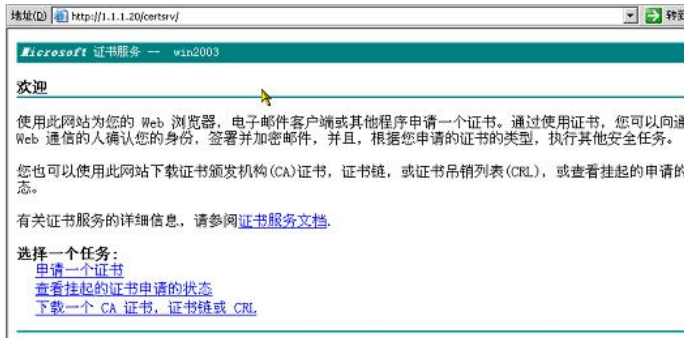 地址(D) http://1.1.1.20/certsrv/ 转到
Microsoft 证书服务 -- win2003
欢迎
使用此网站为您的 Web 浏览器，电子邮件客户端或其他程序申请一个证书。通过使用证书，您可以向通
Web 通信的人确认您的身份，签署并加密邮件，并且，根据您申请的证书的类型，执行其他安全任务。
您也可以使用此网站下载证书颁发机构(CA)证书，证书链，或证书吊销列表(CRL)，或查看挂起的申请的
态。
有关证书服务的详细信息，请参阅证书服务文档.
选择一个任务:
申请一个证书
查看挂起的证书申请的状态
下载一个 CA 证书，证书链或 CRL